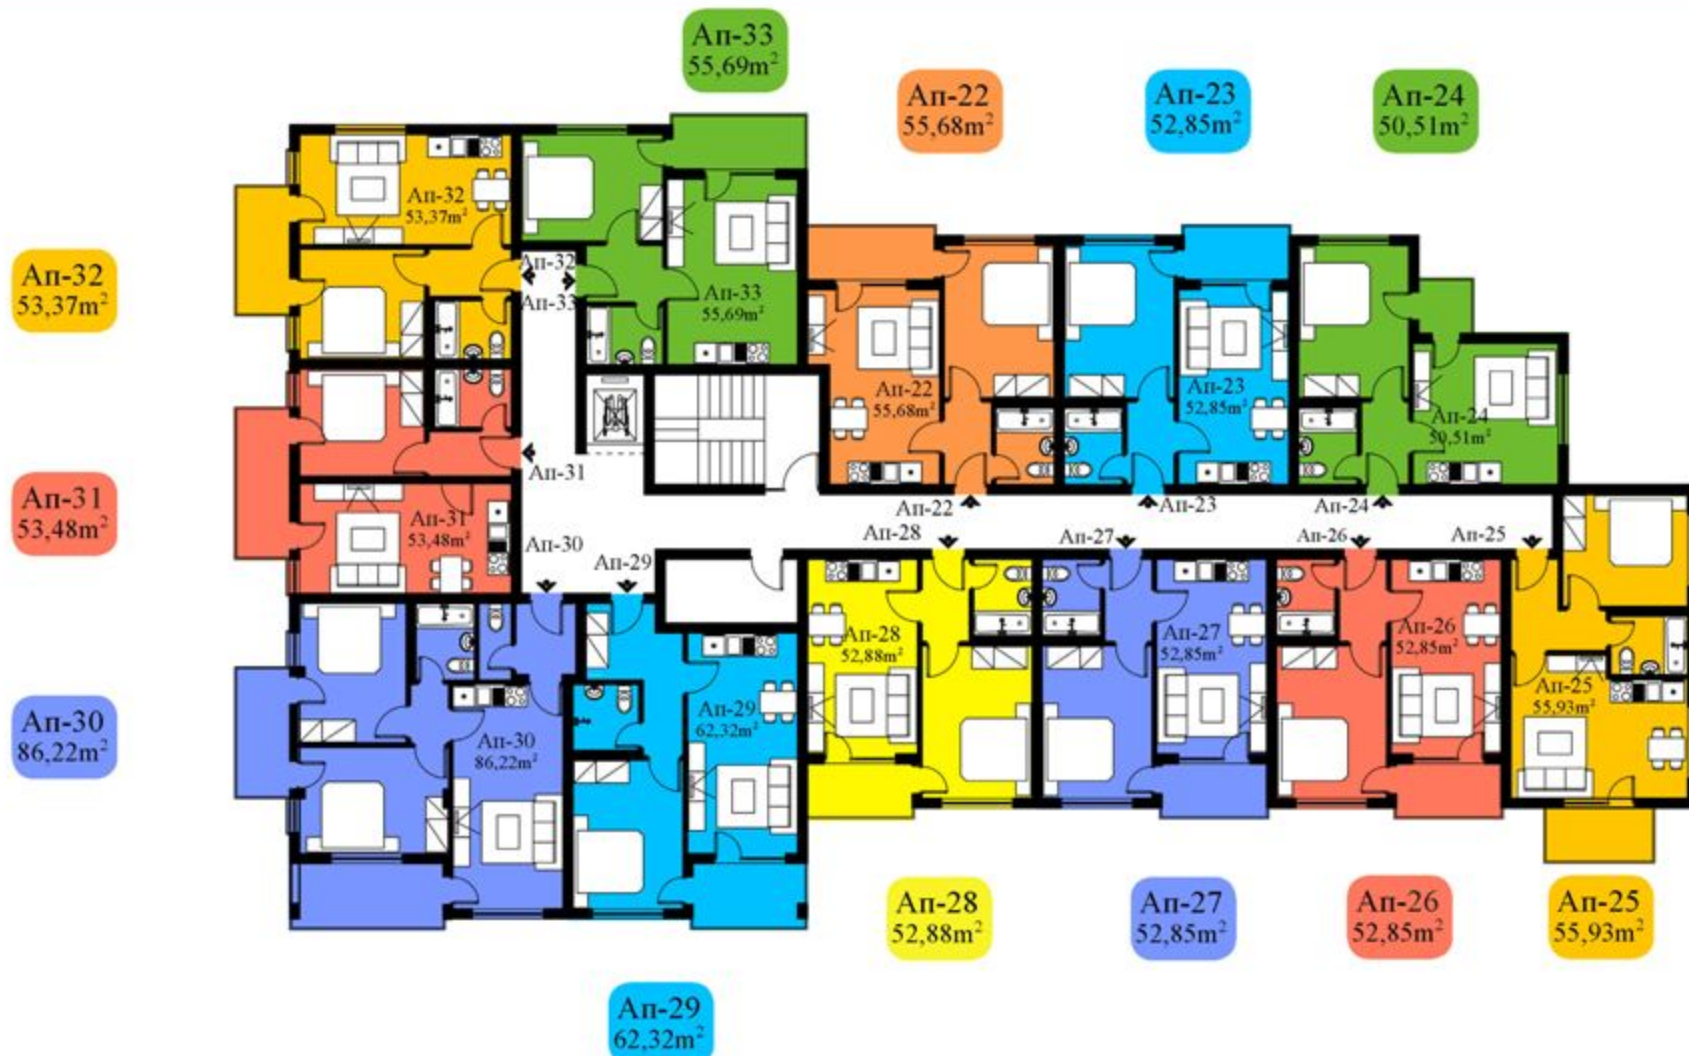 Ап-33
55,69m²
Ап-22
55,68m²
Ап-23
52,85m²
Ап-24
50,51m²
Ап-32
53,37m²
Ап-32
53,37m²
Ап-32
Ап-33
Ап-33
55,69m²
Ап-22
55,68m²
Ап-23
52,85m²
Ап-24
50,51m²
Ап-31
53,48m²
Ап-31
Ап-31
53,48m²
Ап-22
Ап-23
Ап-24
Ап-30
Ап-29
Ап-28
Ап-27
Ап-26
Ап-25
Ап-28
52,88m²
Ап-27
52,85m²
Ап-26
52,85m²
Ап-25
55,93m²
Ап-30
86,22m²
Ап-30
86,22m²
Ап-29
62,32m²
Ап-28
52,88m²
Ап-27
52,85m²
Ап-26
52,85m²
Ап-25
55,93m²
Ап-29
62,32m²